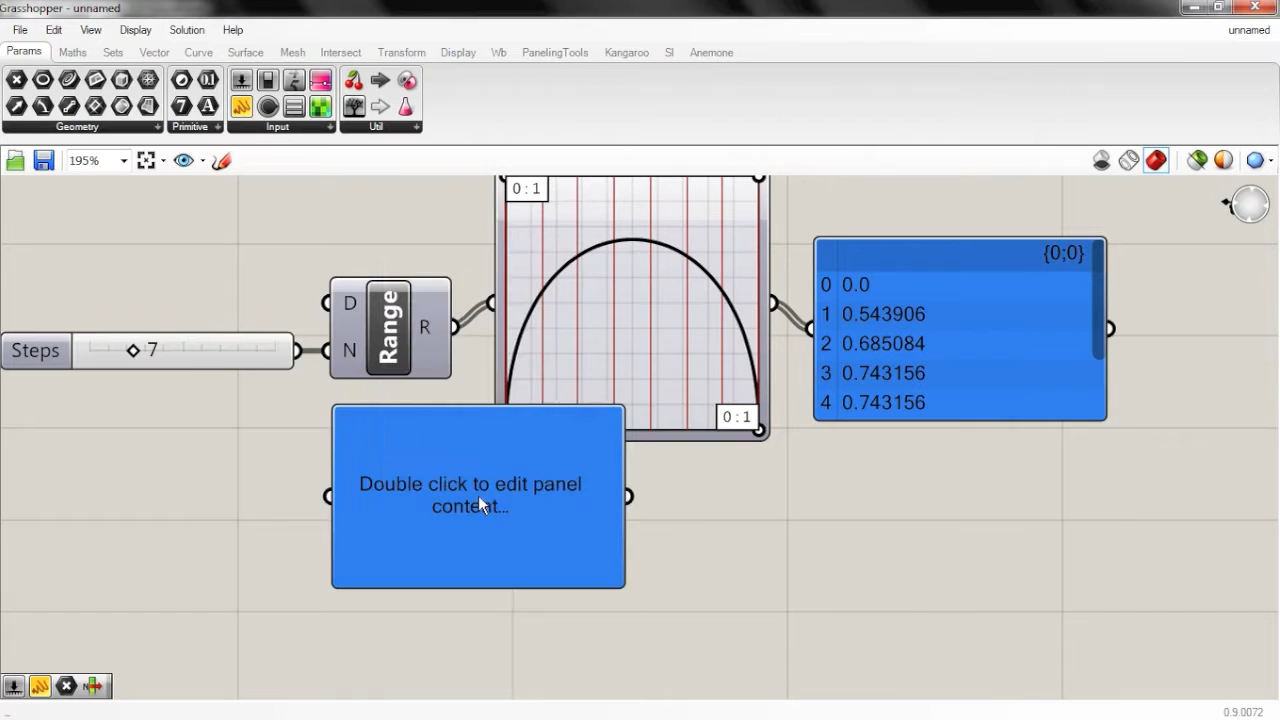 Grasshopper - unnamed
File Edit View Display Solution Help
unnamed
Params Maths Sets Vector Curve Surface Mesh Intersect Transform Display Wb PanelingTools Kangaroo SI Anemone
Geometry Primitive Input Util
195%
0 : 1
{0;0}
0 0.0
1 0.543906
2 0.685084
3 0.743156
4 0.743156
D
Range
R
N
Steps 7
0 : 1
Double click to edit panel
content...
0.9.0072